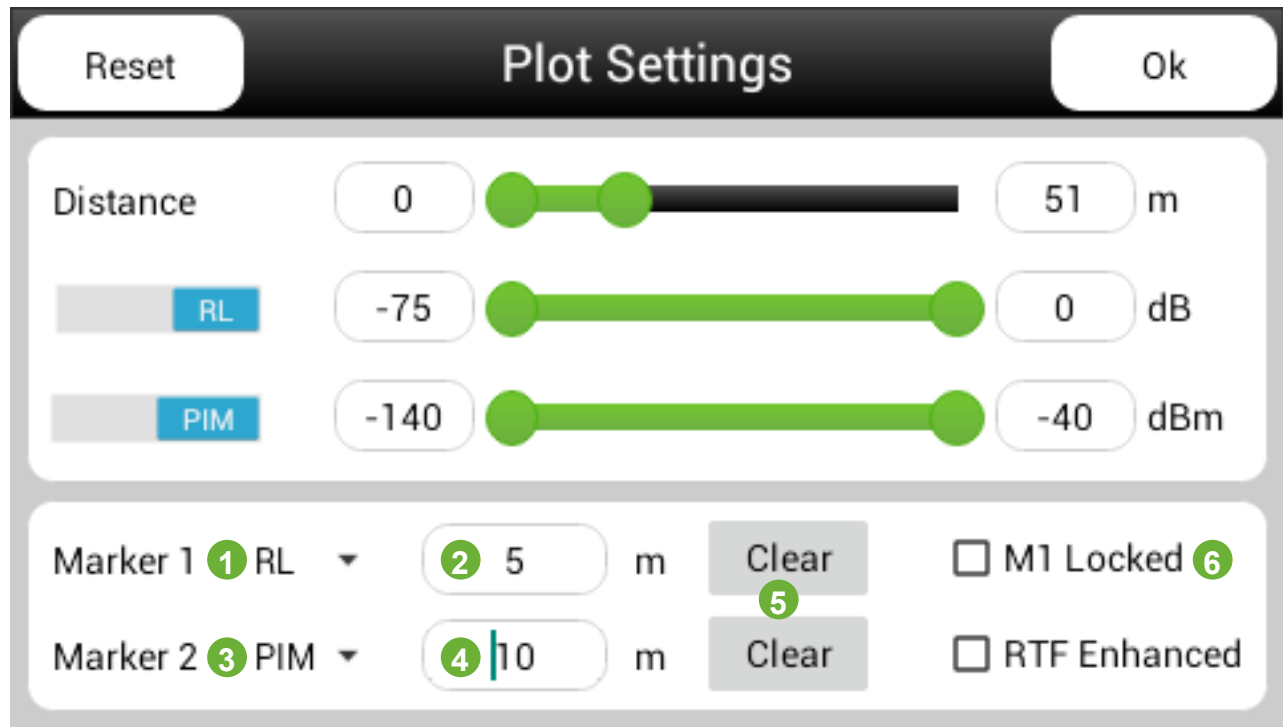 Reset Plot Settings Ok
Distance 0 51 m
RL -75 0 dB
PIM -140 -40 dBm
Marker 1 1 RL 2 5 m Clear M1 Locked 6
5
Marker 2 3 PIM 4 10 m Clear RTF Enhanced